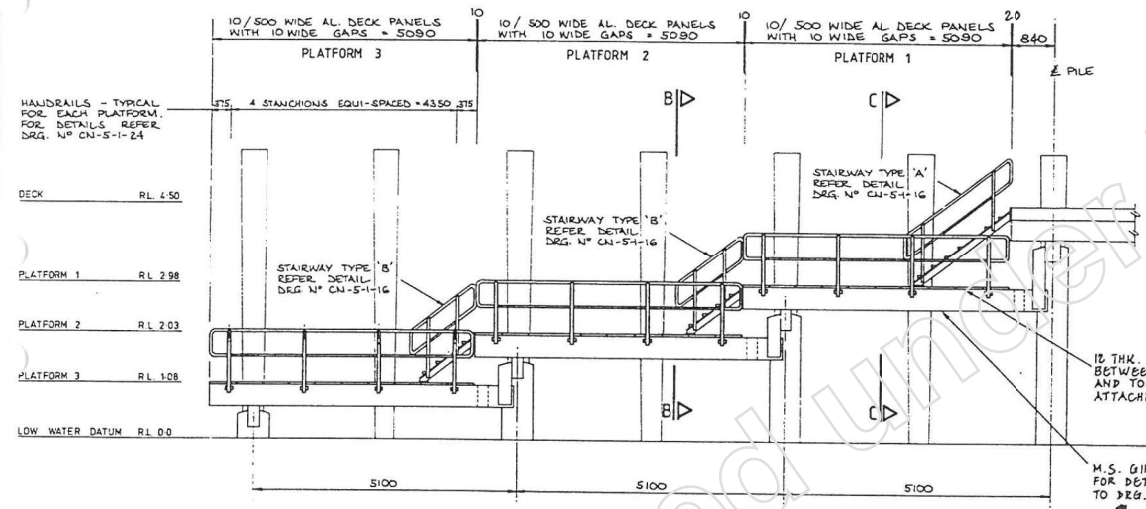 10/500 WIDE AL. DECK PANELS
WITH 10 WIDE GAPS = 5090
PLATFORM 3
10
10/500 WIDE AL. DECK PANELS
WITH 10 WIDE GAPS = 5090
PLATFORM 2
10
10/500 WIDE AL. DECK PANELS
WITH 10 WIDE GAPS = 5090
PLATFORM 1
20
840
℄ PILE
HANDRAILS - TYPICAL
FOR EACH PLATFORM.
FOR DETAILS REFER
DRG. Nº CN-5-1-24
375
4 STANCHIONS EQUI-SPACED = 4350
375
B
C
STAIRWAY TYPE 'A'
REFER DETAIL
DRG. Nº CN-5-1-16
STAIRWAY TYPE 'B'
REFER DETAIL
DRG. Nº CN-5-1-16
STAIRWAY TYPE 'B'
REFER DETAIL
DRG Nº CN-5-1-16
DECK R.L. 4·50
PLATFORM 1 R.L. 2·98
PLATFORM 2 R.L. 2·03
PLATFORM 3 R.L. 1·08
LOW WATER DATUM R.L. 0·0
12 THK.
BETWEE
AND TO
ATTACH
B
C
M.S. GI
FOR DET
TO DRG.
5100
5100
5100
d under